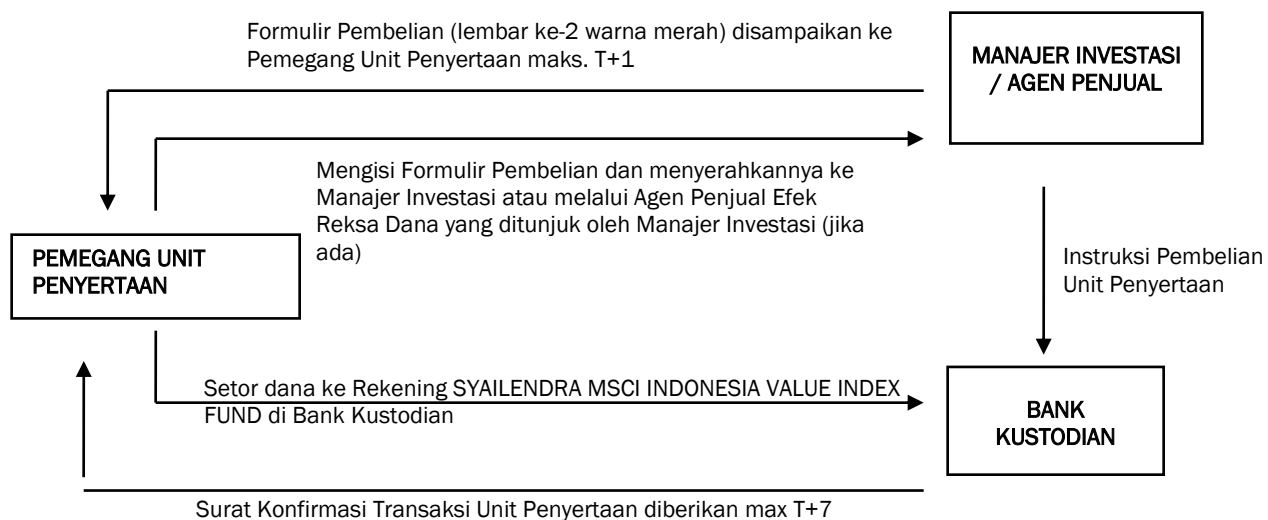 Formulir Pembelian (lembar ke-2 warna merah) disampaikan ke
Pemegang Unit Penyertaan maks. T+1
MANAJER INVESTASI
/ AGEN PENJUAL
Mengisi Formulir Pembelian dan menyerahkannya ke
Manajer Investasi atau melalui Agen Penjual Efek
Reksa Dana yang ditunjuk oleh Manajer Investasi (jika
ada)
PEMEGANG UNIT
PENYERTAAN
Instruksi Pembelian
Unit Penyertaan
Setor dana ke Rekening SYAILENDRA MSCI INDONESIA VALUE INDEX
FUND di Bank Kustodian
BANK
KUSTODIAN
Surat Konfirmasi Transaksi Unit Penyertaan diberikan max T+7